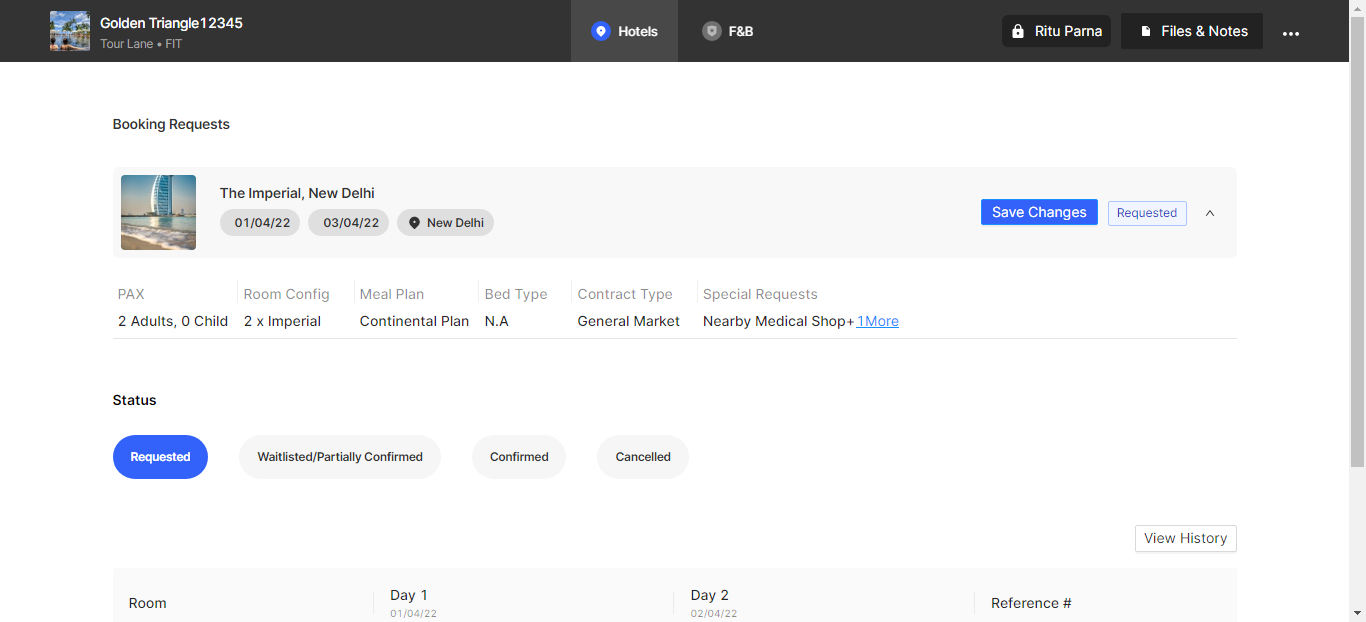 Golden Triangle12345
Tour Lane • FIT
Hotels
F&B
Ritu Parna
Files & Notes
Booking Requests
The Imperial, New Delhi
01/04/22 03/04/22 New Delhi
Save Changes
Requested
PAX Room Config Meal Plan Bed Type Contract Type Special Requests
2 Adults, 0 Child 2 x Imperial Continental Plan N.A General Market Nearby Medical Shop+ 1More
Status
Requested Waitlisted/Partially Confirmed Confirmed Cancelled
View History
Room Day 1 Day 2 Reference #
01/04/22 02/04/22